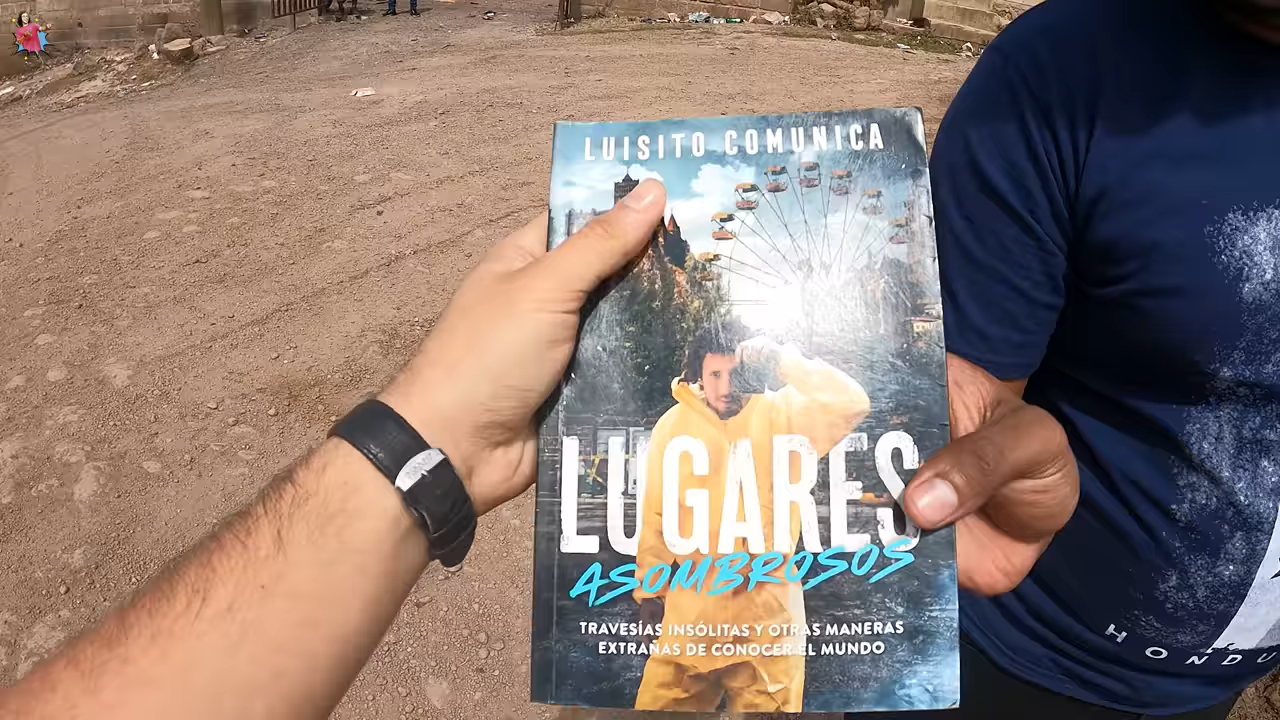 LUISITO COMUNICA
LUGARES
ASOMBROSOS
TRAVESÍAS INSÓLITAS Y OTRAS MANERAS
EXTRAÑAS DE CONOCER EL MUNDO
HONDU